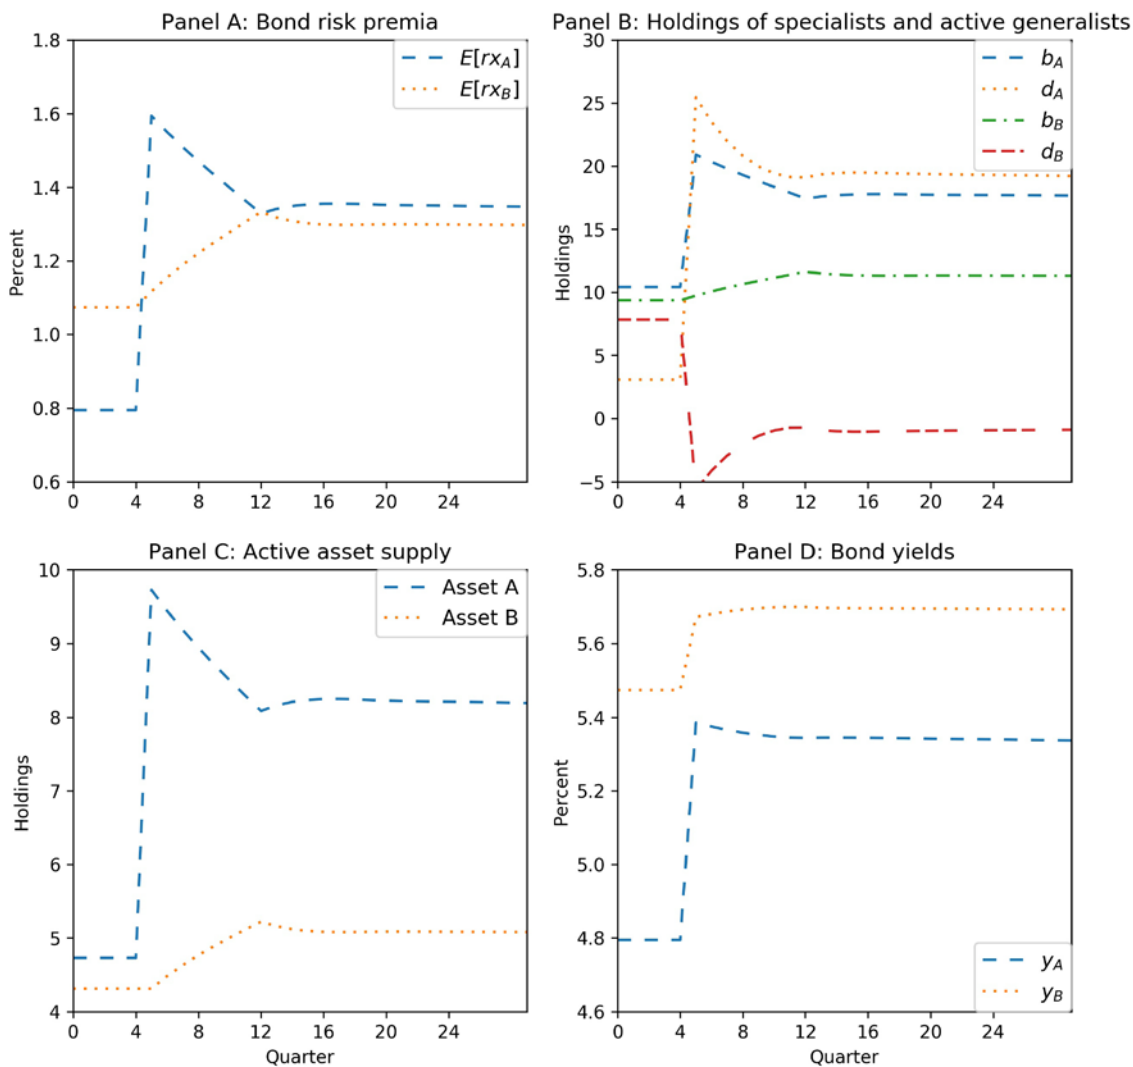 Panel A: Bond risk premia
1.8
1.6
1.4
1.2
1.0
0.8
0.6
Percent
E[rx_A]
E[rx_B]
0 4 8 12 16 20 24
Panel B: Holdings of specialists and active generalists
30
25
20
15
10
5
0
−5
Holdings
b_A
d_A
b_B
d_B
0 4 8 12 16 20 24
Panel C: Active asset supply
10
9
8
7
6
5
4
Holdings
Asset A
Asset B
0 4 8 12 16 20 24
Quarter
Panel D: Bond yields
5.8
5.6
5.4
5.2
5.0
4.8
4.6
Percent
y_A
y_B
0 4 8 12 16 20 24
Quarter